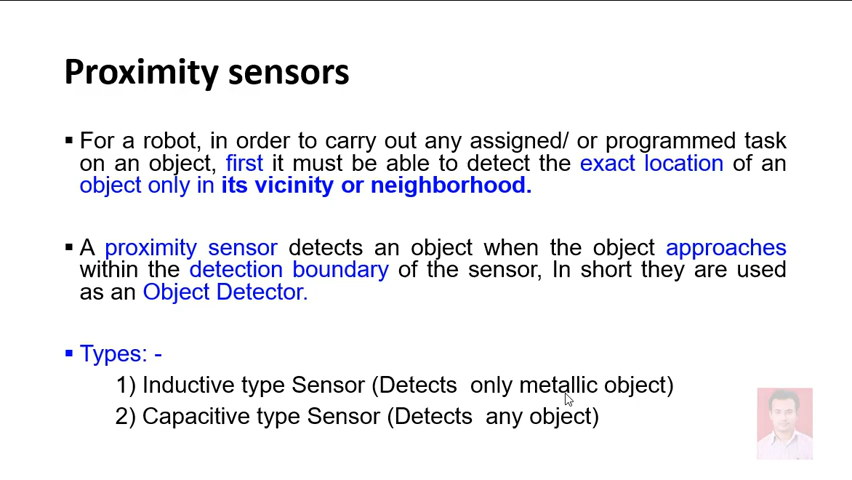 Proximity sensors
▪ For a robot, in order to carry out any assigned/ or programmed task
on an object, first it must be able to detect the exact location of an
object only in its vicinity or neighborhood.
▪ A proximity sensor detects an object when the object approaches
within the detection boundary of the sensor, In short they are used
as an Object Detector.
▪ Types: -
1) Inductive type Sensor (Detects only metallic object)
2) Capacitive type Sensor (Detects any object)